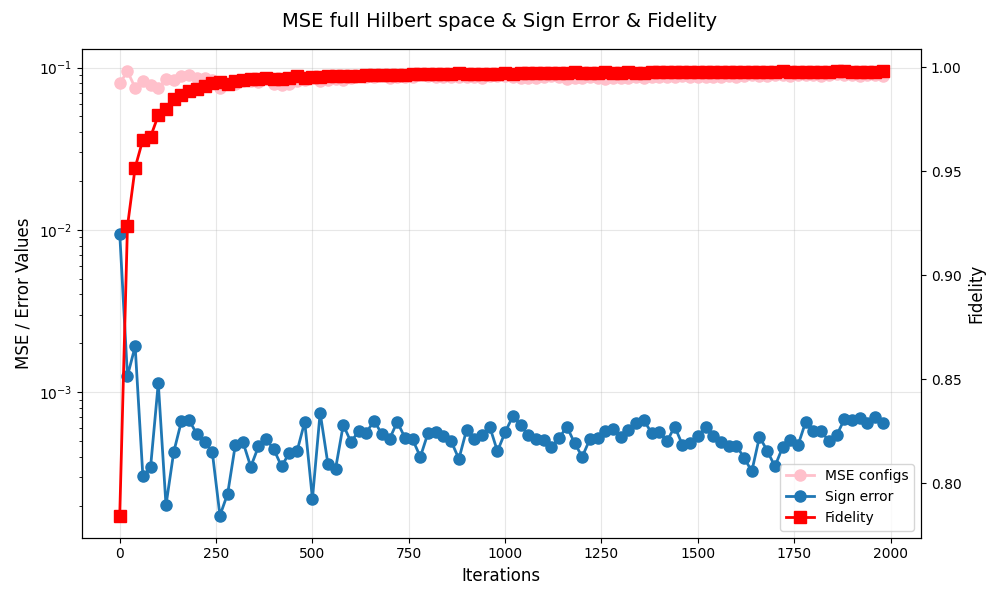 MSE full Hilbert space & Sign Error & Fidelity
MSE / Error Values
10⁻¹
10⁻²
10⁻³
1.00
0.95
0.90
0.85
0.80
Fidelity
MSE configs
Sign error
Fidelity
0 250 500 750 1000 1250 1500 1750 2000
Iterations